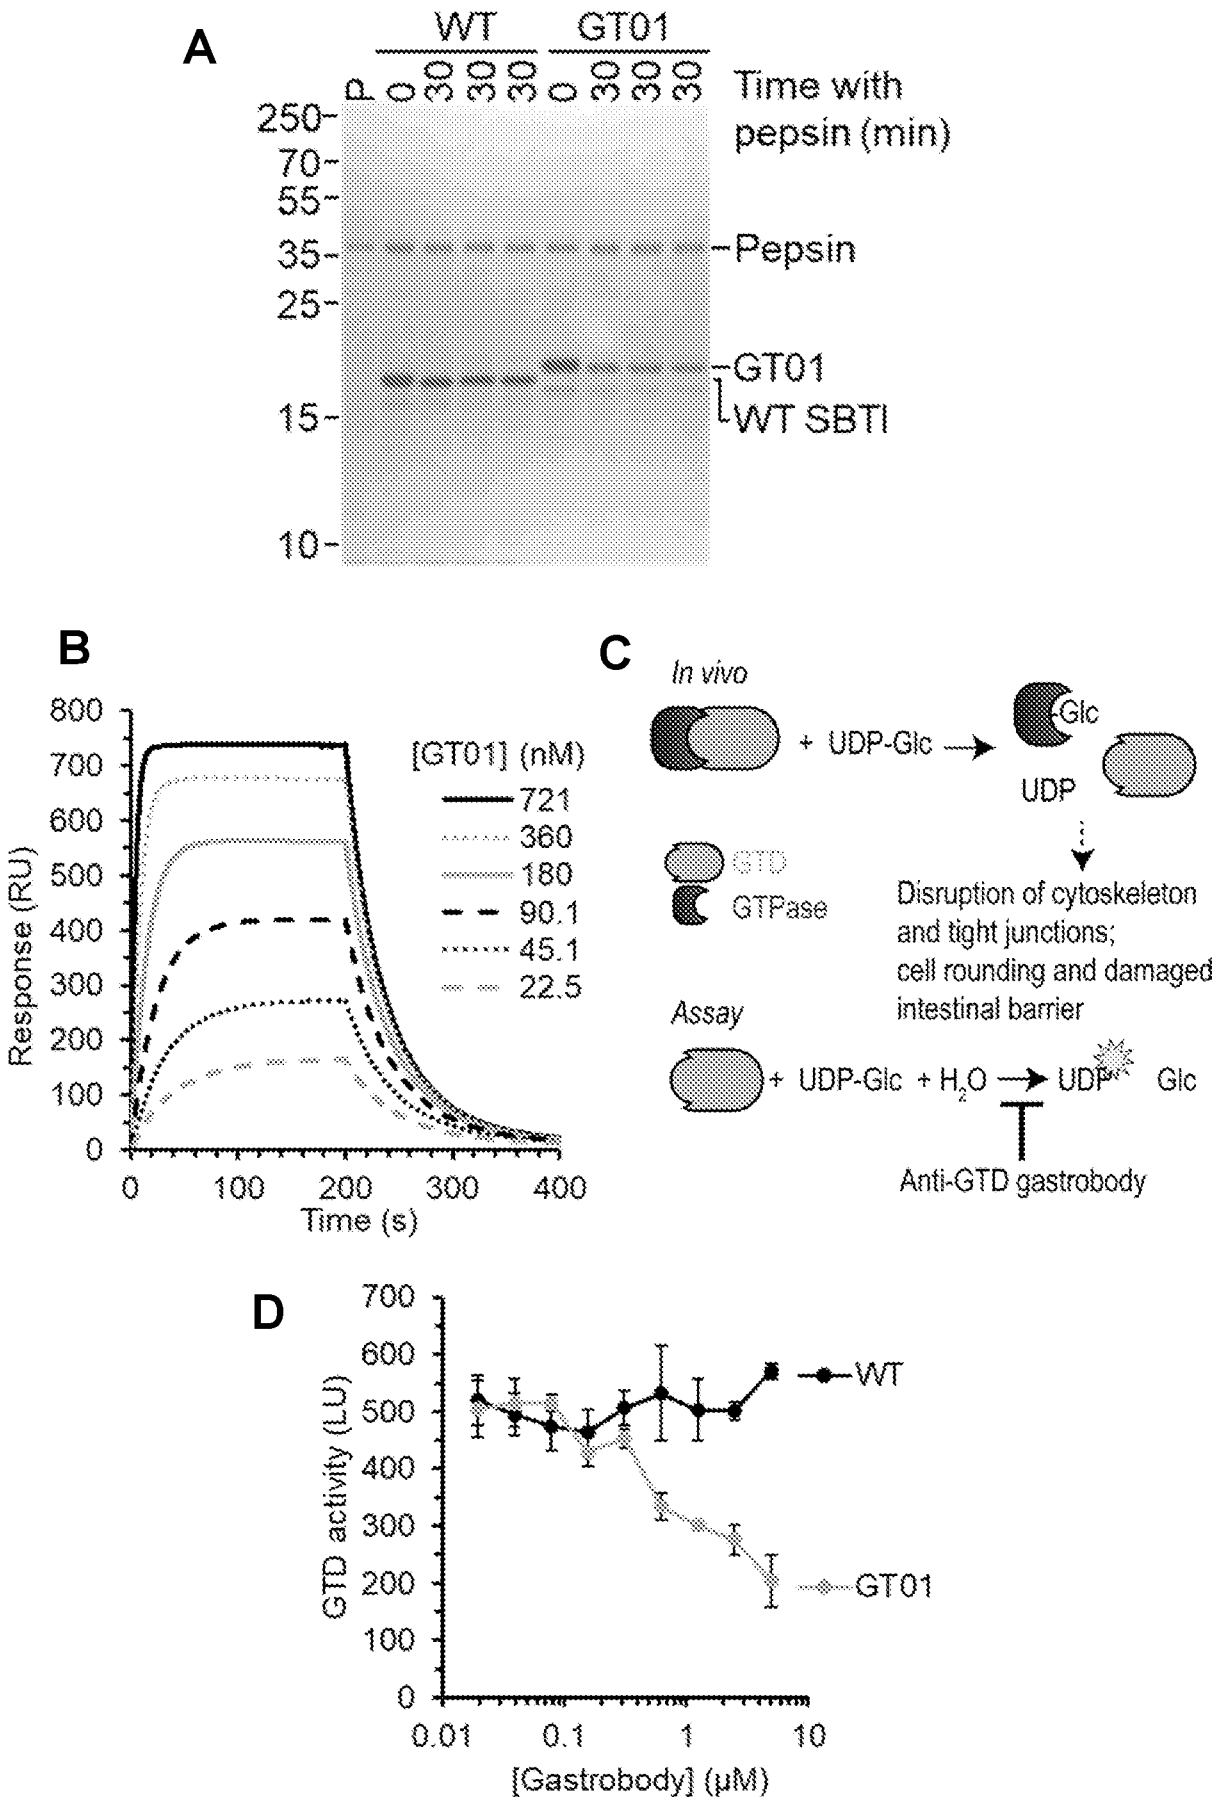 A
WT GT01
P 0 30 30 30 0 30 30 30
Time with
pepsin (min)
250
70
55
35
25
15
10
Pepsin
GT01
WT SBTI
B
800
700
600
500
400
300
200
100
0
Response (RU)
0 100 200 300 400
Time (s)
[GT01] (nM)
721
360
180
90.1
45.1
22.5
C
In vivo
+ UDP-Glc
-Glc
UDP
GTD
GTPase
Disruption of cytoskeleton
and tight junctions;
cell rounding and damaged
intestinal barrier
Assay
+ UDP-Glc + H₂O UDP Glc
Anti-GTD gastrobody
D
700
600
500
400
300
200
100
0
GTD activity (LU)
WT
GT01
0.01 0.1 1 10
[Gastrobody] (µM)